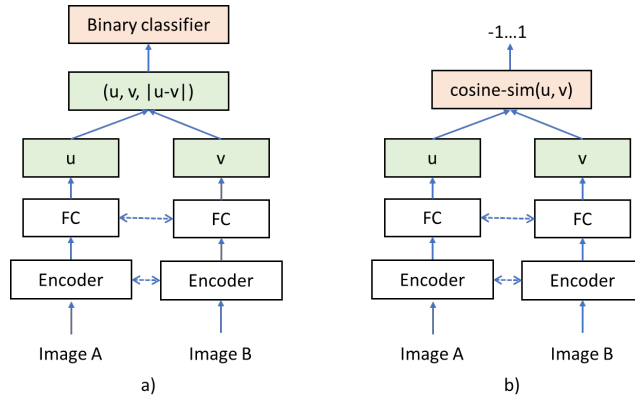 Binary classifier
(u, v, |u-v|)
u
v
FC
FC
Encoder
Encoder
Image A
Image B
a)
-1…1
cosine-sim(u, v)
u
v
FC
FC
Encoder
Encoder
Image A
Image B
b)